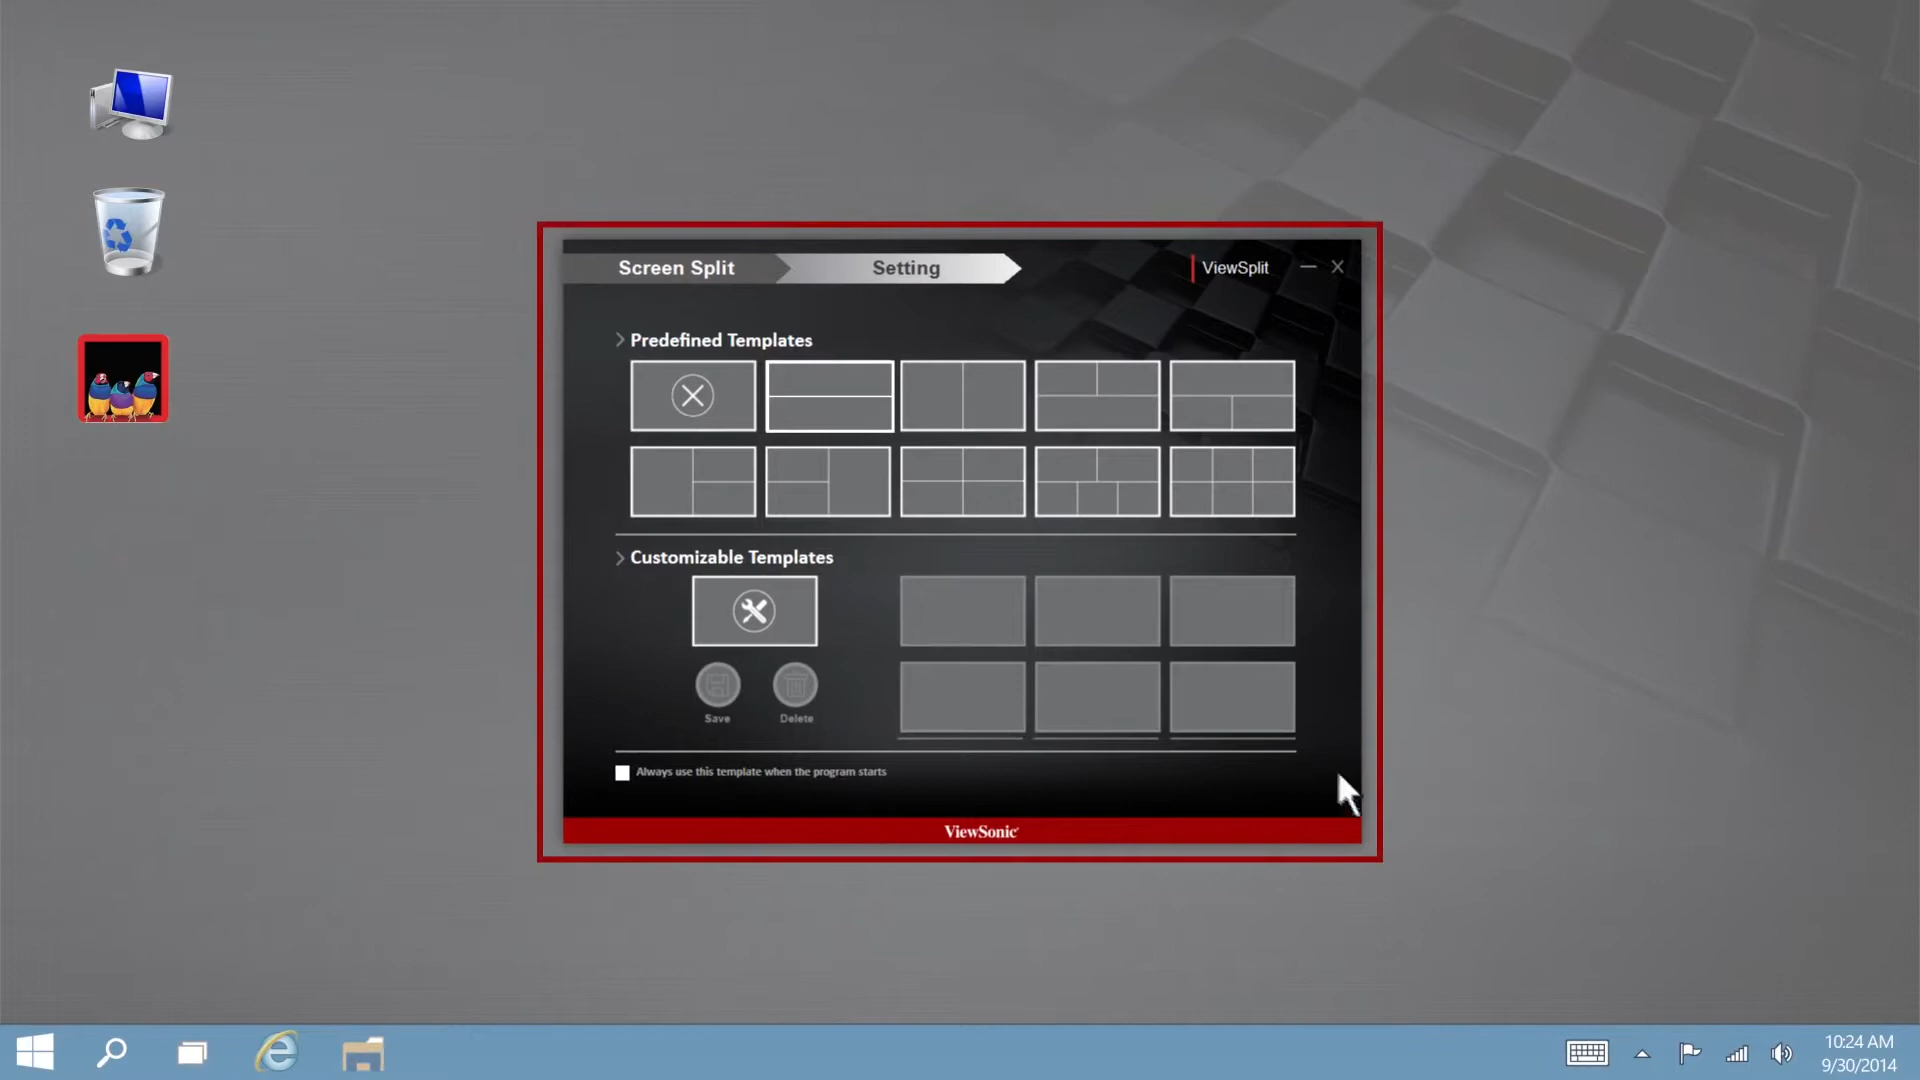 Screen Split
Setting
ViewSplit
Predefined Templates
Customizable Templates
Save
Delete
Always use this template when the program starts
ViewSonic
10:24 AM
9/30/2014